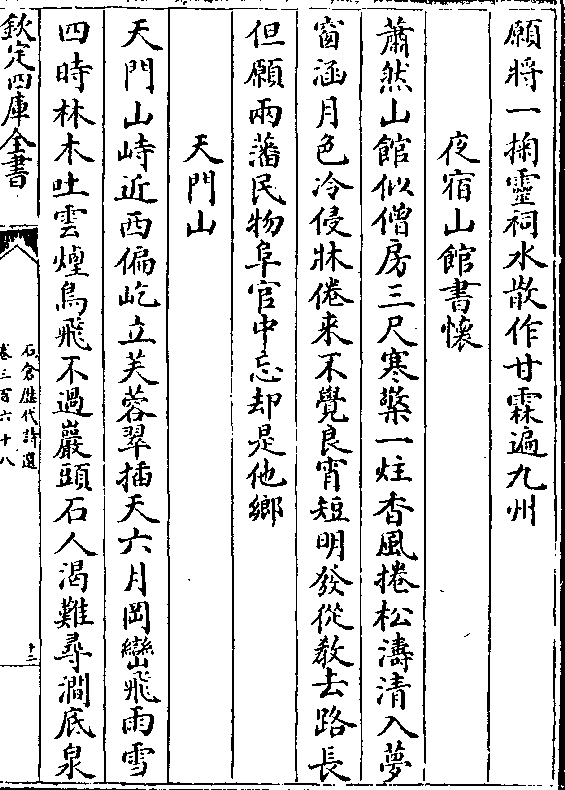 願將一掬靈祠水散作甘霖遍九州
夜宿山館書懷
蕭然山館似僧房三尺寒檠一炷香風捲松濤清入夢
窗涵月色冷侵牀倦來不覺良宵短明發從教去路長
但願兩藩民物阜官中忘却是他鄉
天門山
天門山峙近西偏屹立芙蓉翠插天六月岡巒飛雨雪
四時林木吐雲煙鳥飛不過巖頭石人渴難尋澗底泉
欽定四庫全書
石倉歷代詩選
卷三百六十八
十二